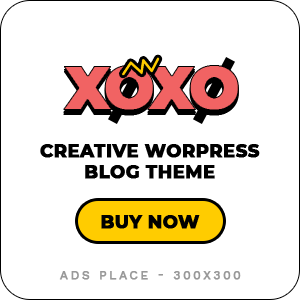 XOXO
CREATIVE WORPRESS
BLOG THEME
BUY NOW
ADS PLACE - 300X300